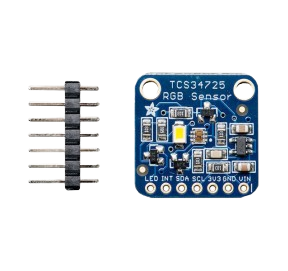 TCS34725
RGB Sensor
LED INT SDA SCL 3V3 GND VIN